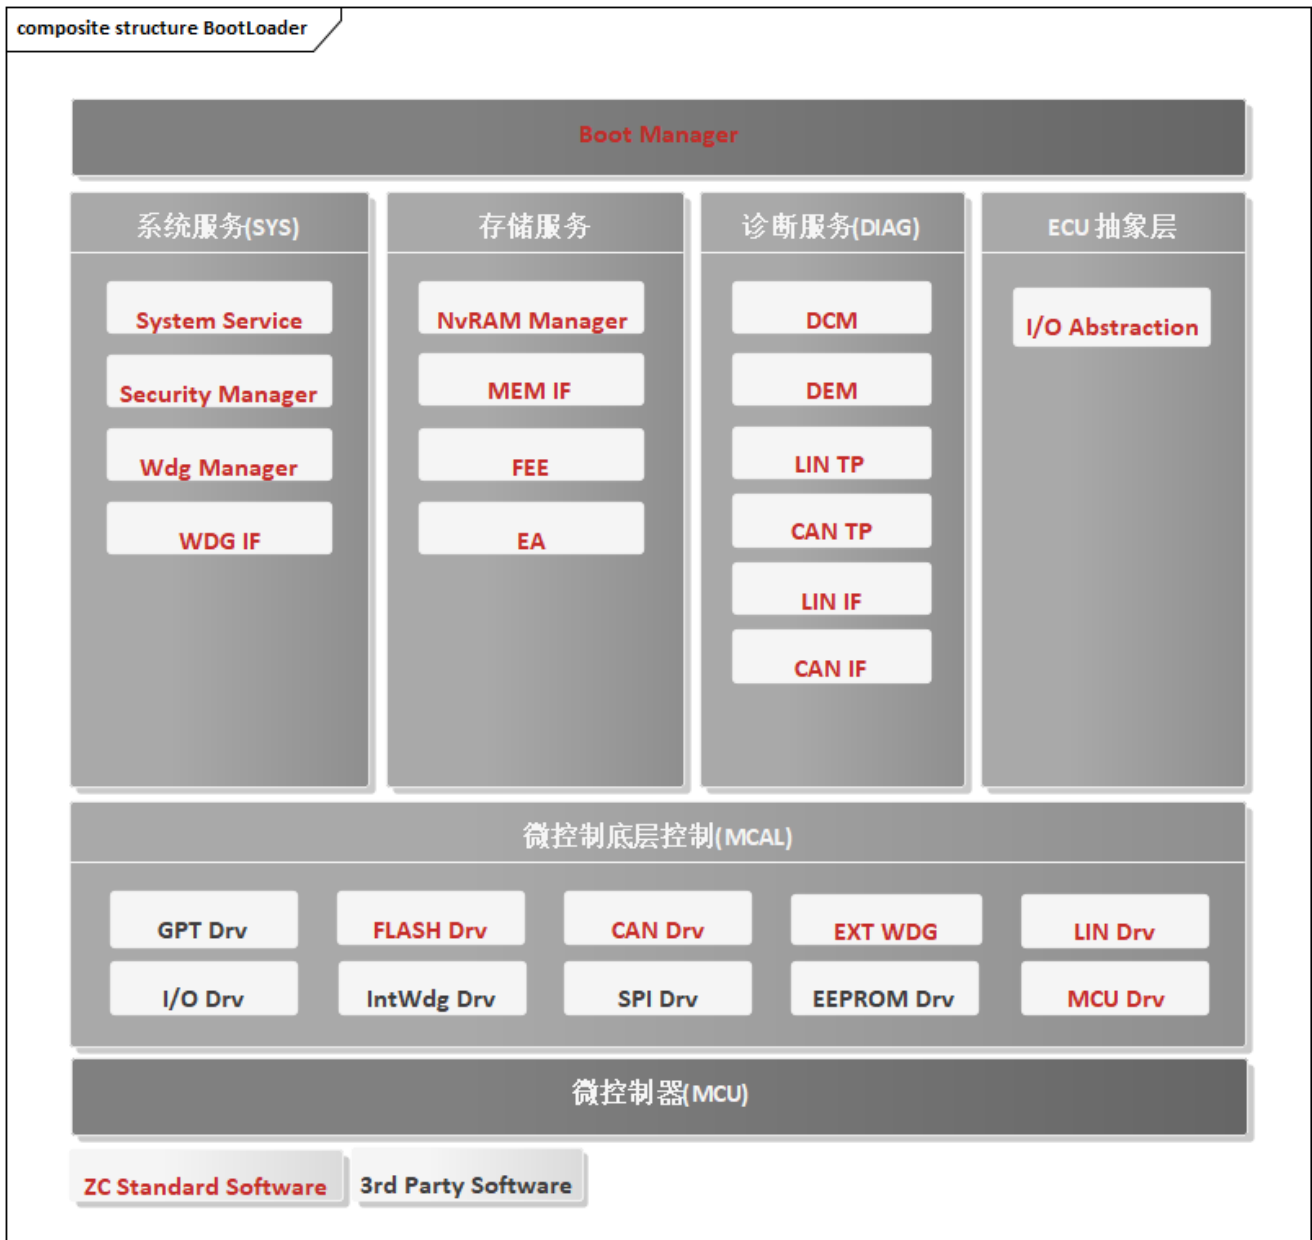 composite structure BootLoader
Boot Manager
系统服务(SYS)
System Service
Security Manager
Wdg Manager
WDG IF
存储服务
NvRAM Manager
MEM IF
FEE
EA
诊断服务(DIAG)
DCM
DEM
LIN TP
CAN TP
LIN IF
CAN IF
ECU 抽象层
I/O Abstraction
微控制底层控制(MCAL)
GPT Drv
FLASH Drv
CAN Drv
EXT WDG
LIN Drv
I/O Drv
IntWdg Drv
SPI Drv
EEPROM Drv
MCU Drv
微控制器(MCU)
ZC Standard Software
3rd Party Software